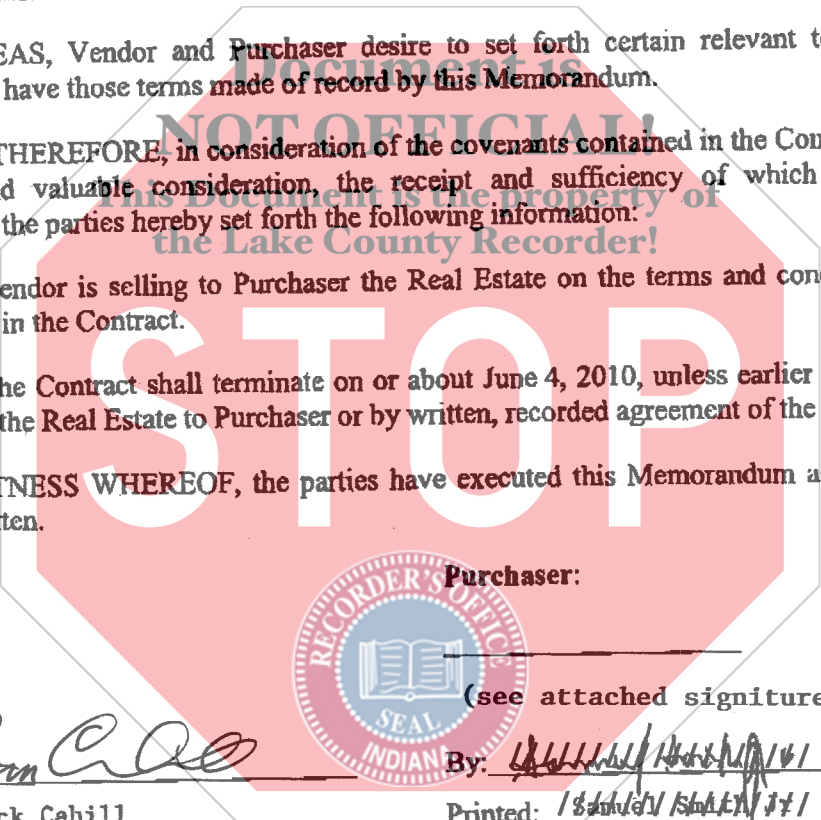 EAS, Vendor and Purchaser desire to set forth certain relevant t
have those terms made of record by this Memorandum.
Document is
NOT OFFICIAL!
THEREFORE, in consideration of the covenants contained in the Con
d valuable consideration, the receipt and sufficiency of which
This Document is the property of
the parties hereby set forth the following information:
the Lake County Recorder!
endor is selling to Purchaser the Real Estate on the terms and con
in the Contract.
STOP
he Contract shall terminate on or about June 4, 2010, unless earlier
the Real Estate to Purchaser or by written, recorded agreement of the
TNESS WHEREOF, the parties have executed this Memorandum a
ten.
Purchaser:
RECORDER'S OFFICE
SEAL
INDIANA
(see attached signiture
By:
ck Cahill
Printed: Samuel Smith Jr